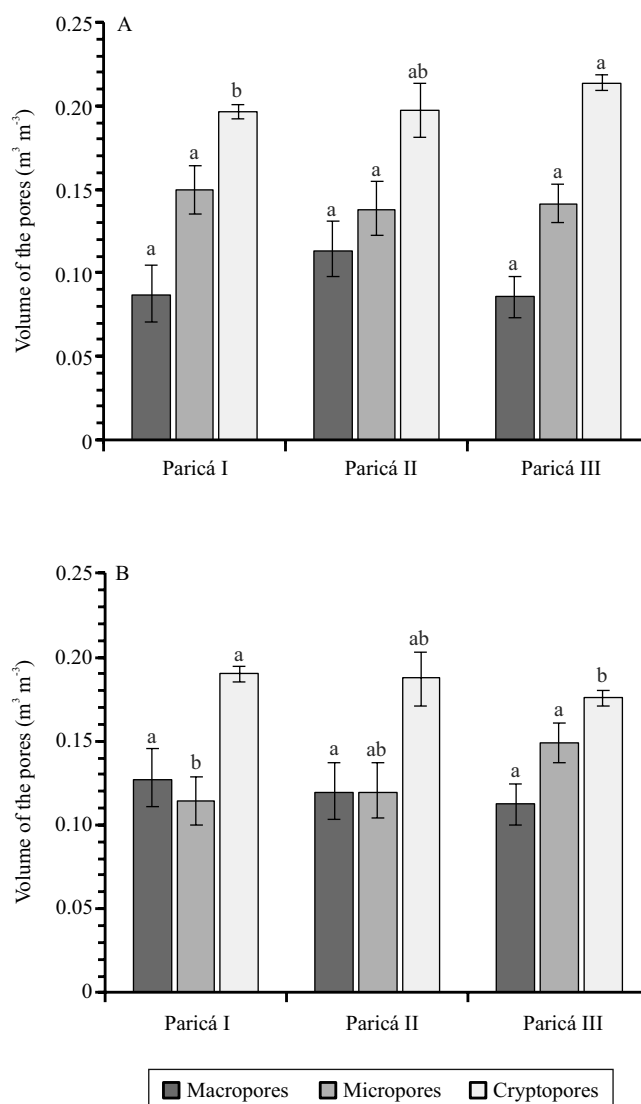 A
Volume of the pores (m³ m⁻³)
0.25
0.20
0.15
0.10
0.05
0
a
a
b
a
a
ab
a
a
a
Paricá I
Paricá II
Paricá III
B
Volume of the pores (m³ m⁻³)
0.25
0.20
0.15
0.10
0.05
0
a
b
a
a
ab
ab
a
a
b
Paricá I
Paricá II
Paricá III
Macropores
Micropores
Cryptopores